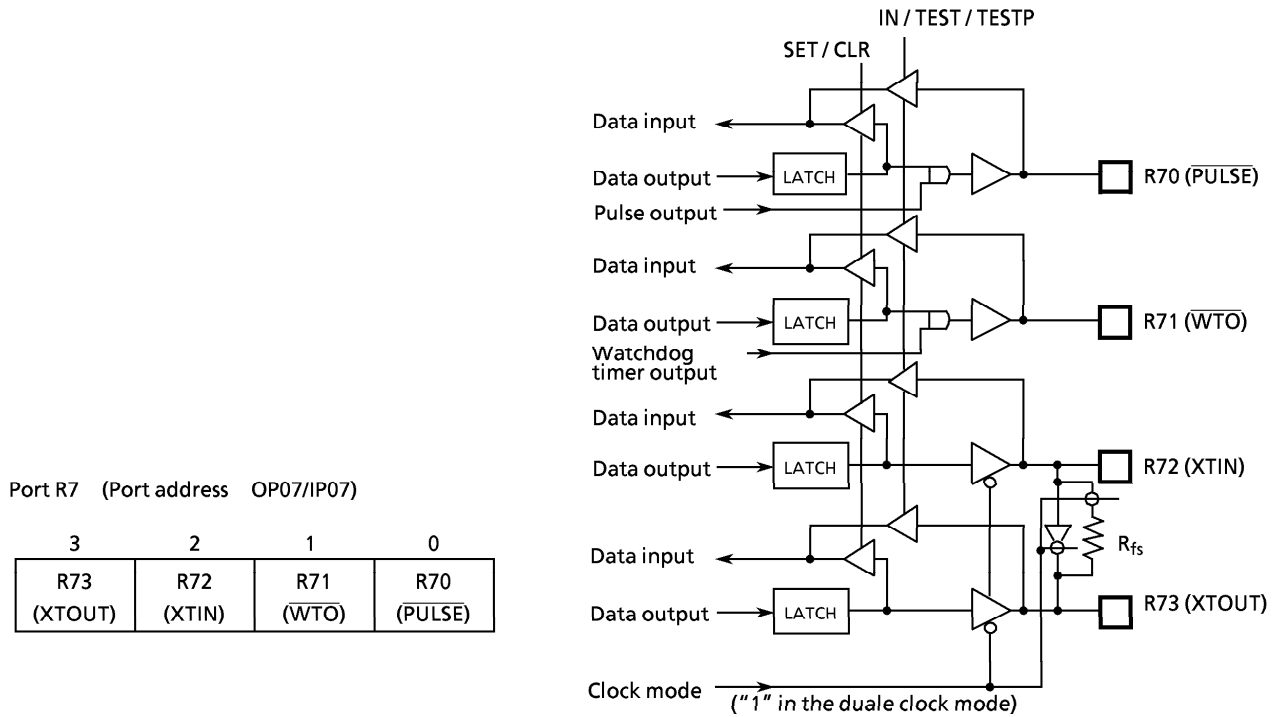 IN / TEST / TESTP
SET / CLR
Data input
Data output
LATCH
Pulse output
R70 (PULSE)
Data input
Data output
LATCH
Watchdog
timer output
R71 (WTO)
Data input
Data output
LATCH
R72 (XTIN)
Rfs
Data input
Data output
LATCH
R73 (XTOUT)
Clock mode
("1" in the duale clock mode)
Port R7 (Port address OP07/IP07)
3 2 1 0
R73 R72 R71 R70
(XTOUT) (XTIN) (WTO) (PULSE)